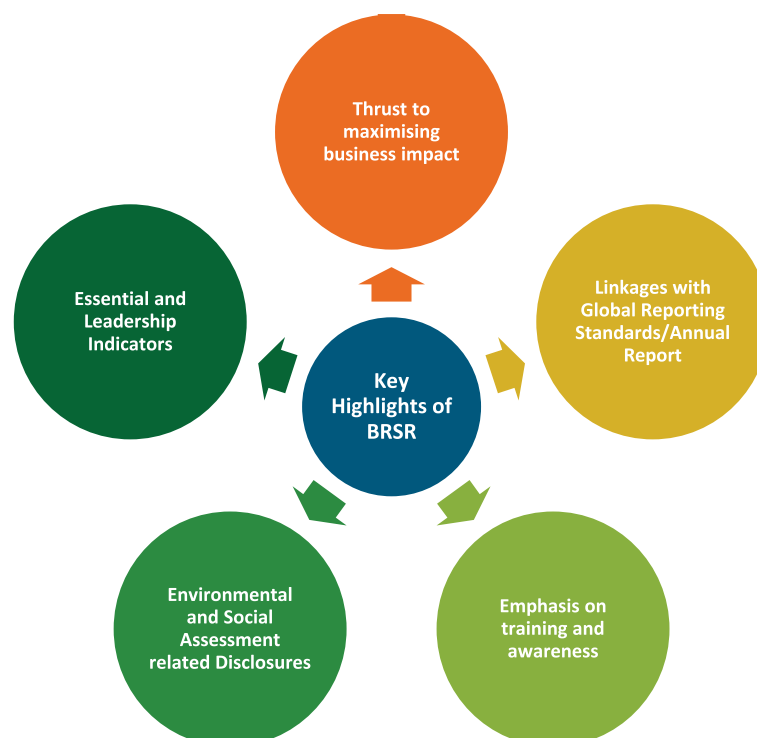 Thrust to
maximising
business impact
Linkages with
Global Reporting
Standards/Annual
Report
Emphasis on
training and
awareness
Environmental
and Social
Assessment
related Disclosures
Essential and
Leadership
Indicators
Key
Highlights of
BRSR